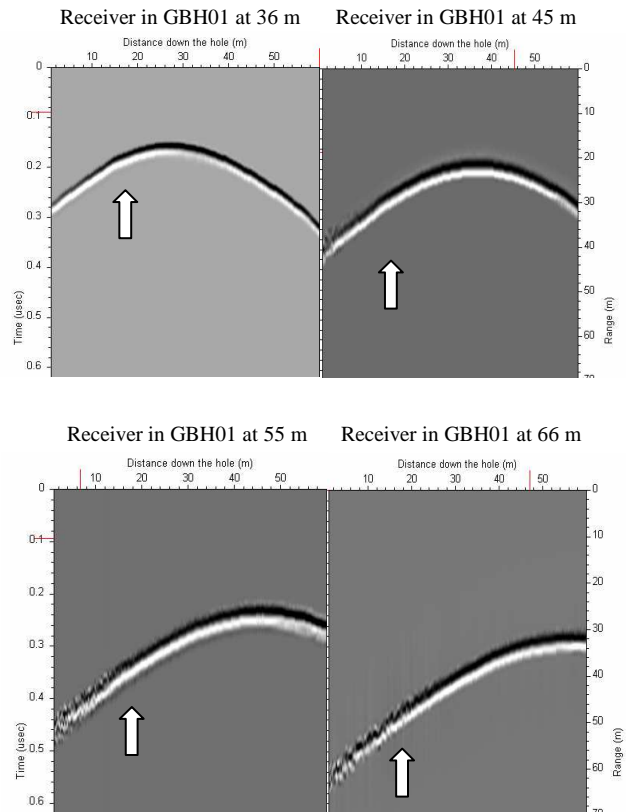 Receiver in GBH01 at 36 m Receiver in GBH01 at 45 m
Distance down the hole (m) Distance down the hole (m)
10 20 30 40 50 10 20 30 40 50
0 0.1 0.2 0.3 0.4 0.5 0.6
Time (usec)
0 10 20 30 40 50 60 70
Range (m)
Receiver in GBH01 at 55 m Receiver in GBH01 at 66 m
Distance down the hole (m) Distance down the hole (m)
10 20 30 40 50 10 20 30 40 50
0 0.1 0.2 0.3 0.4 0.5 0.6
Time (usec)
0 10 20 30 40 50 60 70
Range (m)